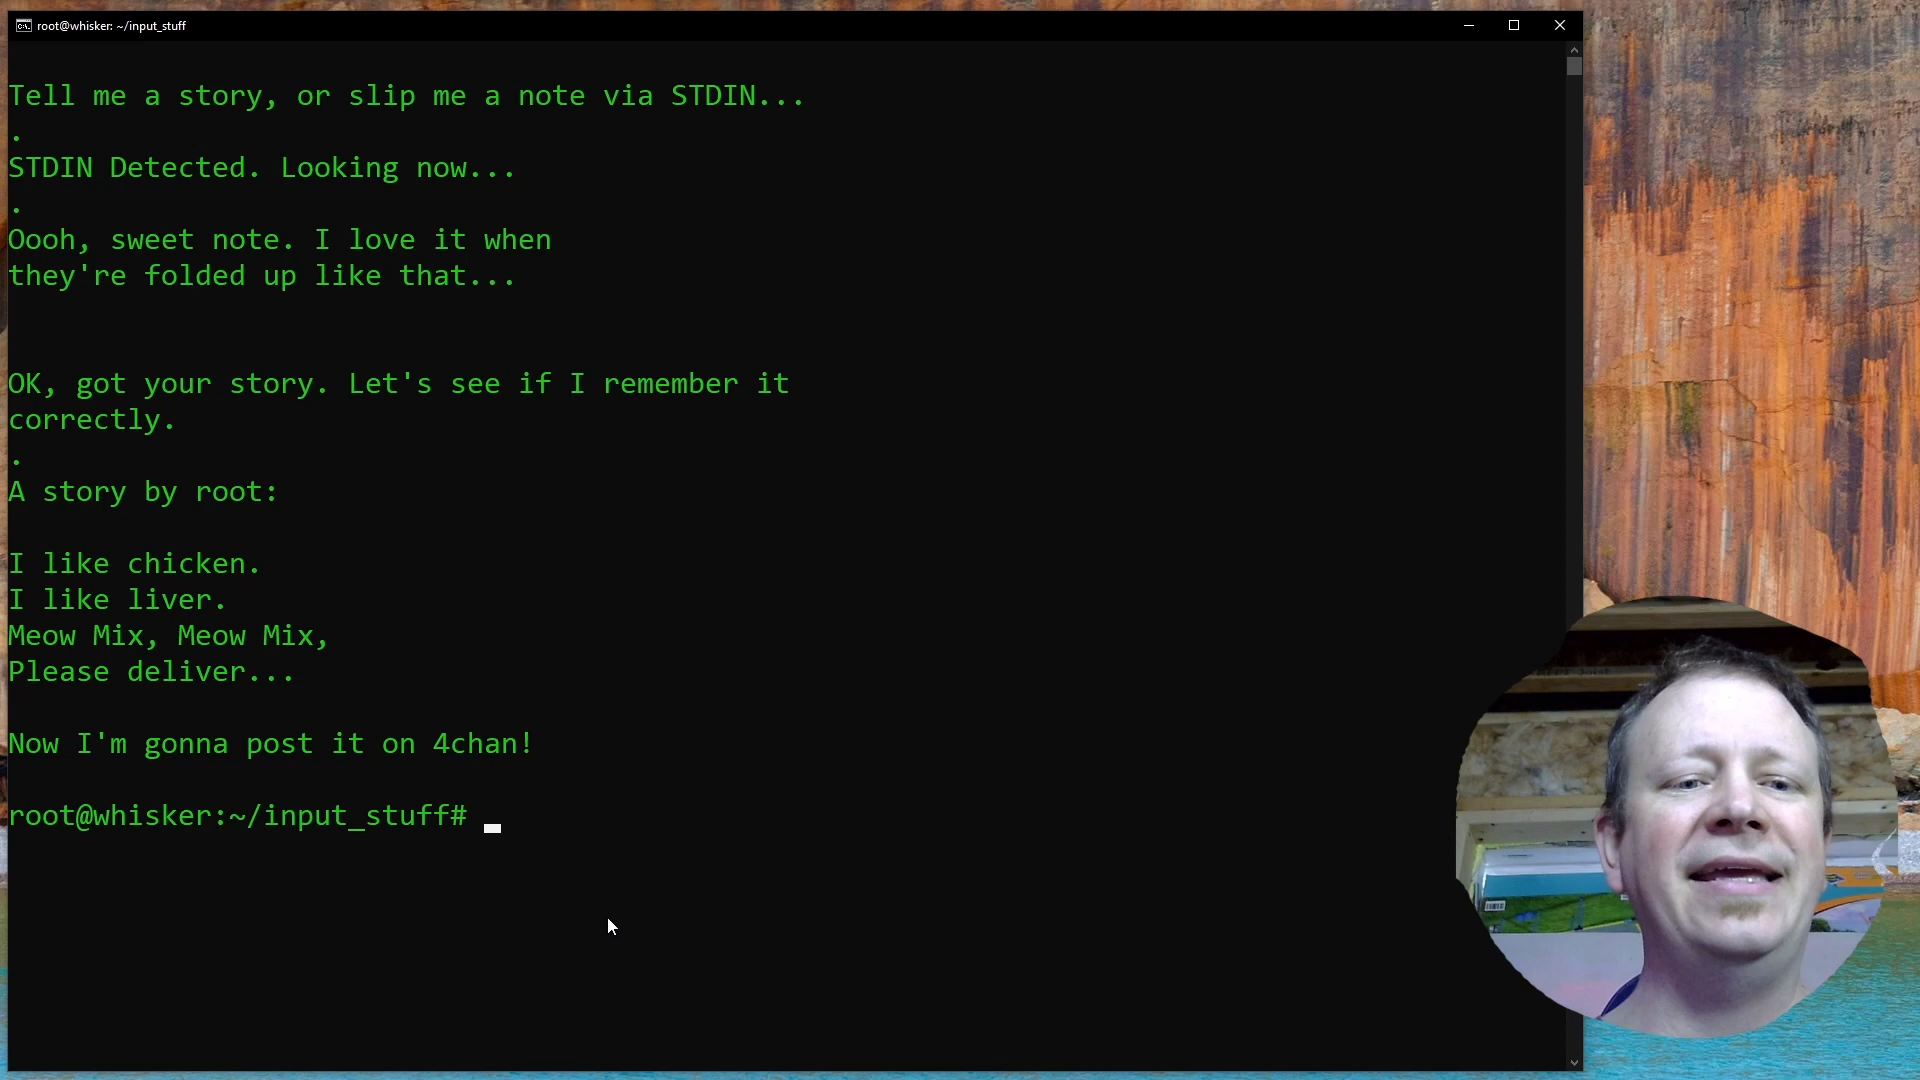 root@whisker: ~/input_stuff
Tell me a story, or slip me a note via STDIN...
.
STDIN Detected. Looking now...
.
Oooh, sweet note. I love it when
they're folded up like that...
OK, got your story. Let's see if I remember it
correctly.
.
A story by root:
I like chicken.
I like liver.
Meow Mix, Meow Mix,
Please deliver...
Now I'm gonna post it on 4chan!
root@whisker:~/input_stuff#